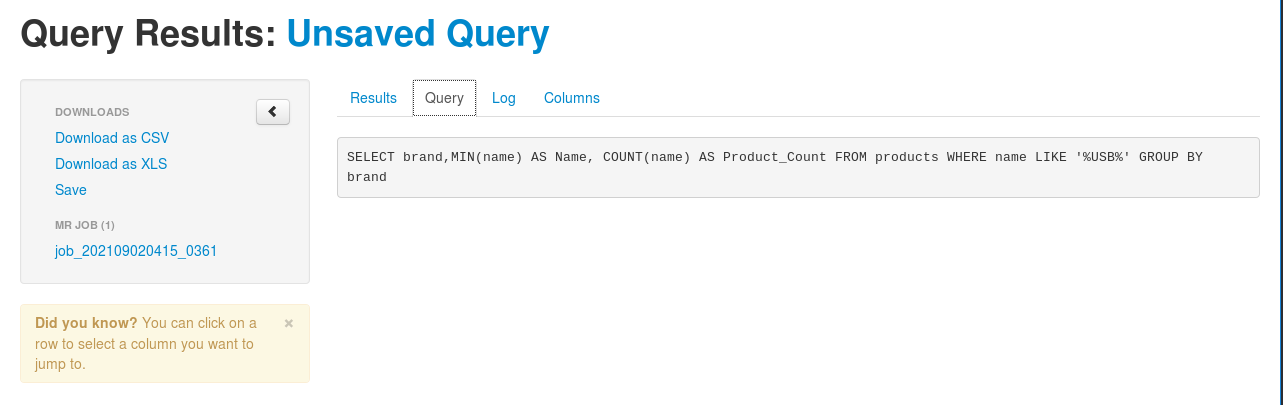 Query Results: Unsaved Query
DOWNLOADS
Download as CSV
Download as XLS
Save
MR JOB (1)
job_202109020415_0361
Did you know? You can click on a
row to select a column you want to
jump to.
×
Results Query Log Columns
SELECT brand,MIN(name) AS Name, COUNT(name) AS Product_Count FROM products WHERE name LIKE '%USB%' GROUP BY
brand